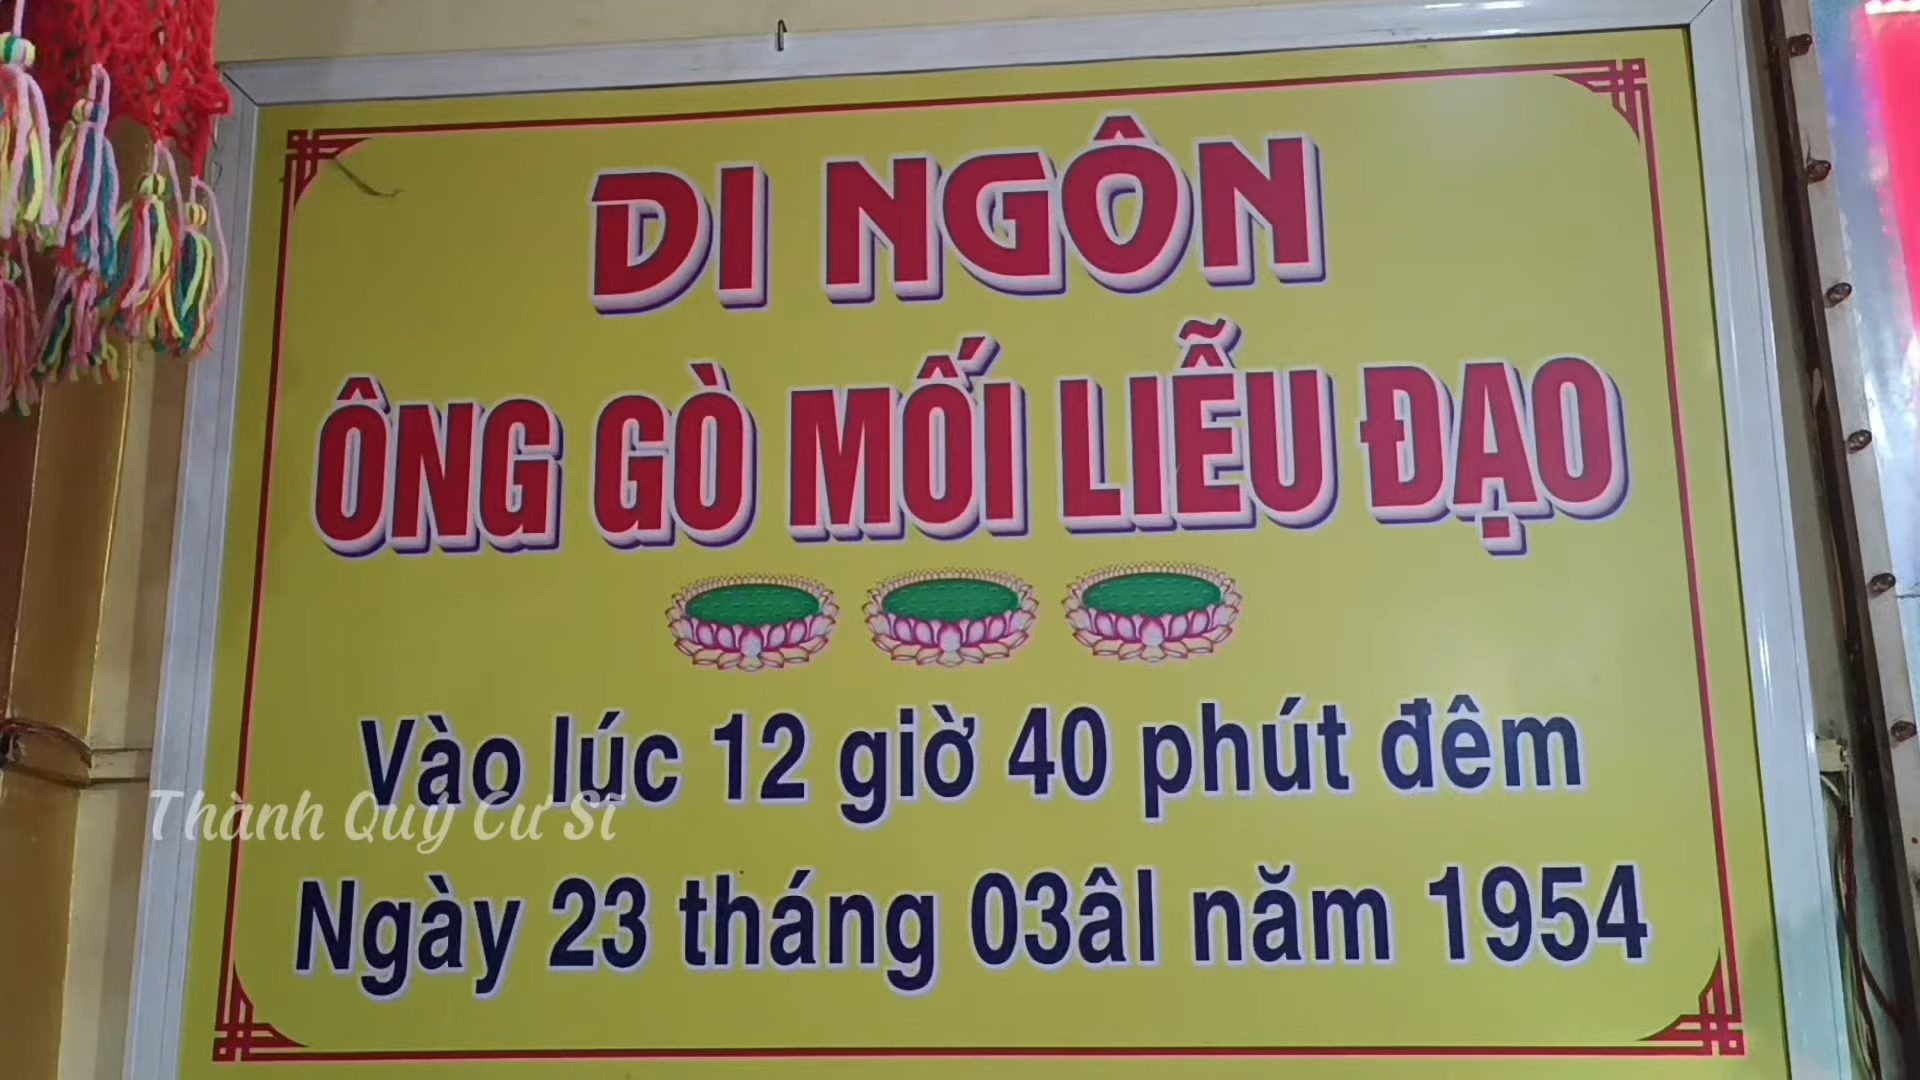 DI NGÔN
ÔNG GÒ MỐI LIỄU ĐẠO
Vào lúc 12 giờ 40 phút đêm
Thành Quý Cư Sĩ
Ngày 23 tháng 03âl năm 1954